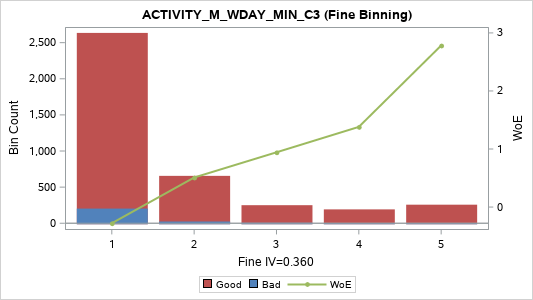 ACTIVITY_M_WDAY_MIN_C3 (Fine Binning)
Bin Count
2,500
2,000
1,500
1,000
500
0
1 2 3 4 5
3
2
1
0
WoE
Fine IV=0.360
Good Bad WoE